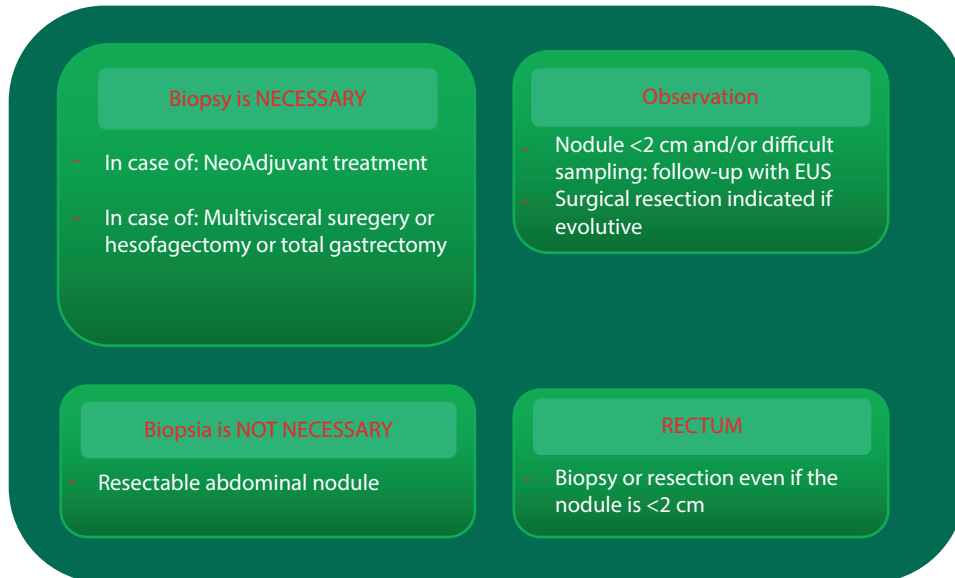 Biopsy is NECESSARY
- In case of: NeoAdjuvant treatment
- In case of: Multivisceral suregery or
hesofagectomy or total gastrectomy
Observation
- Nodule <2 cm and/or difficult
sampling: follow-up with EUS
- Surgical resection indicated if
evolutive
Biopsia is NOT NECESSARY
- Resectable abdominal nodule
RECTUM
- Biopsy or resection even if the
nodule is <2 cm